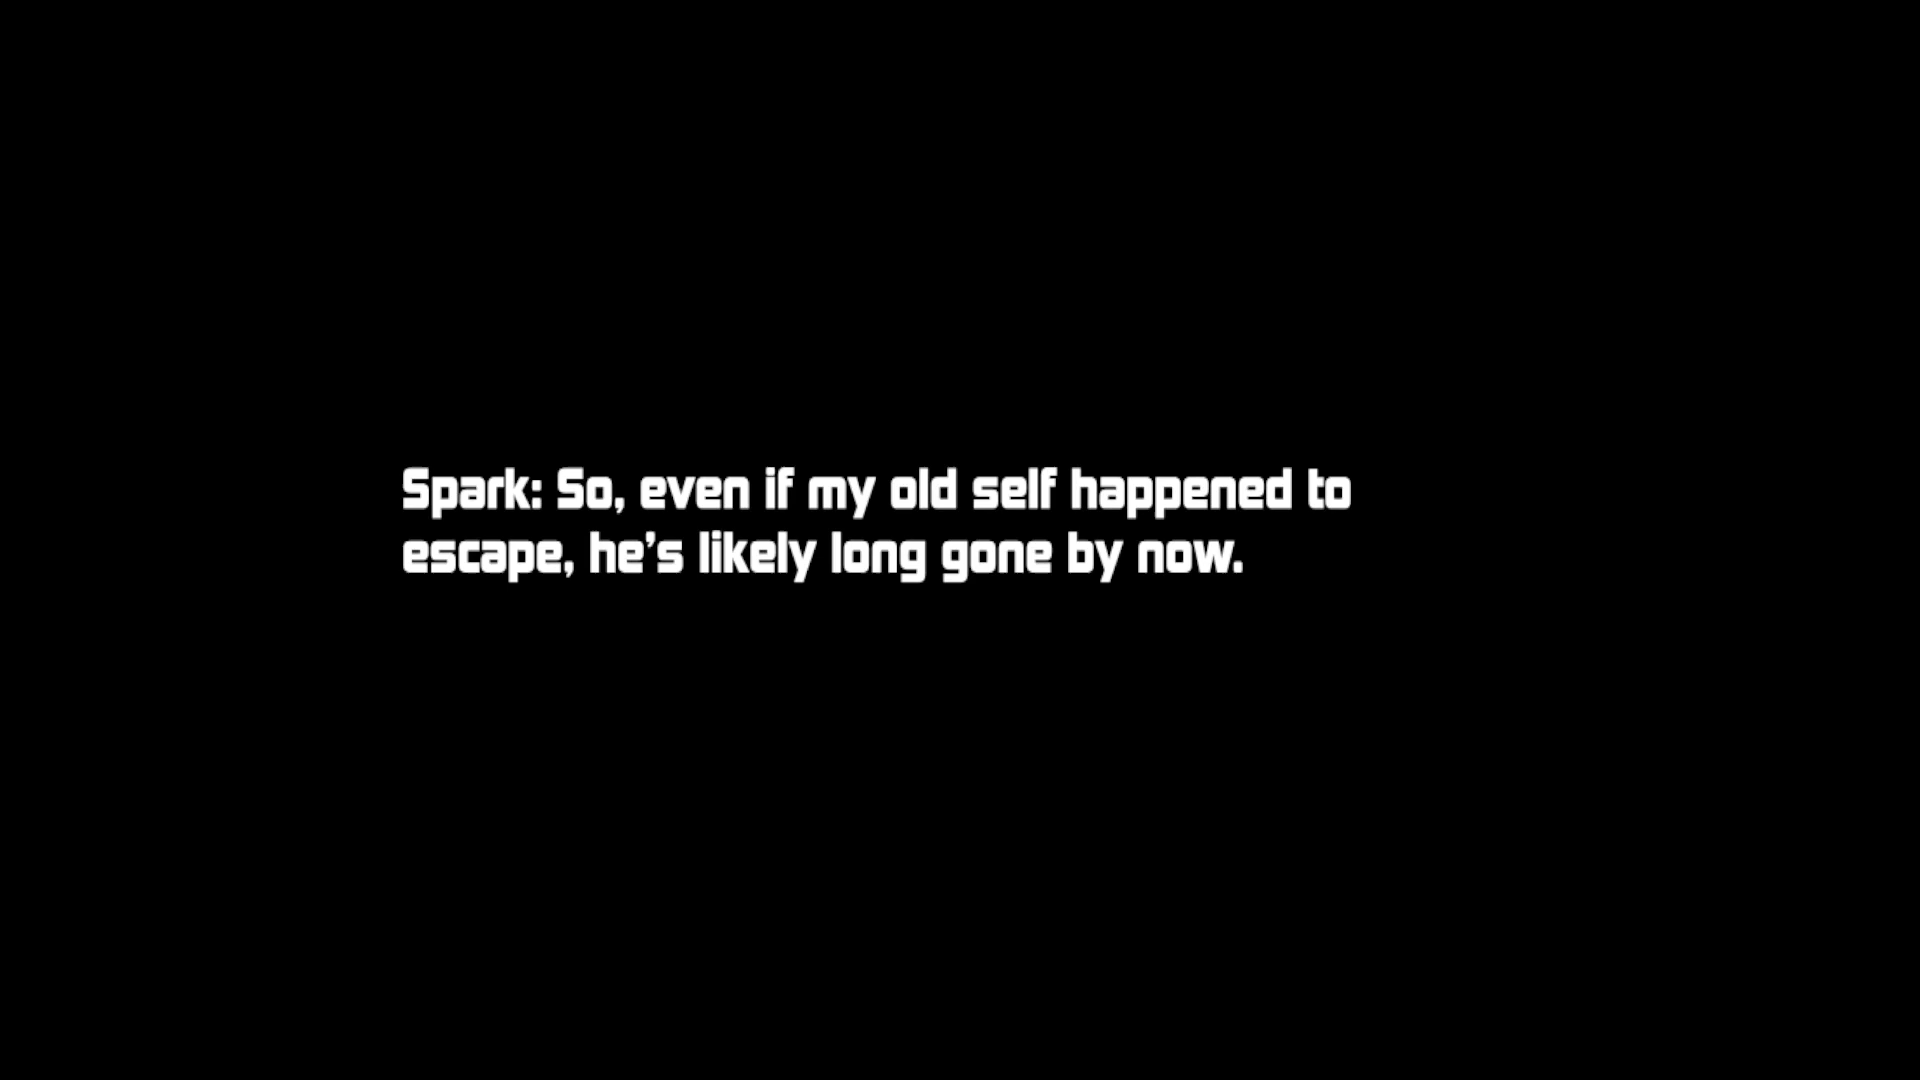 Spark: So, even if my old self happened to
escape, he's likely long gone by now.